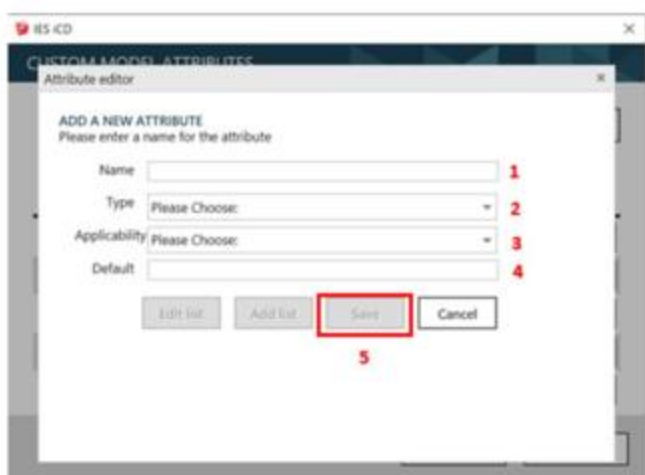 IES iCD
CUSTOM MODEL ATTRIBUTES
Attribute editor
ADD A NEW ATTRIBUTE
Please enter a name for the attribute
Name 1
Type Please Choose: 2
Applicability Please Choose: 3
Default 4
Edit list Add list Save Cancel
5